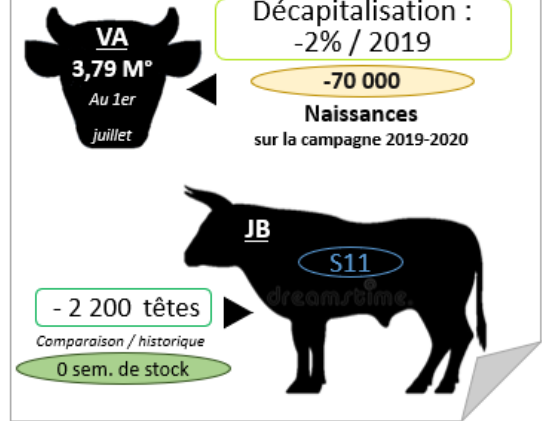 Décapitalisation :
-2% / 2019
VA
3,79 M°
Au 1er
juillet
-70 000
Naissances
sur la campagne 2019-2020
JB
S11
dreamstime.
- 2 200 têtes
Comparaison / historique
0 sem. de stock